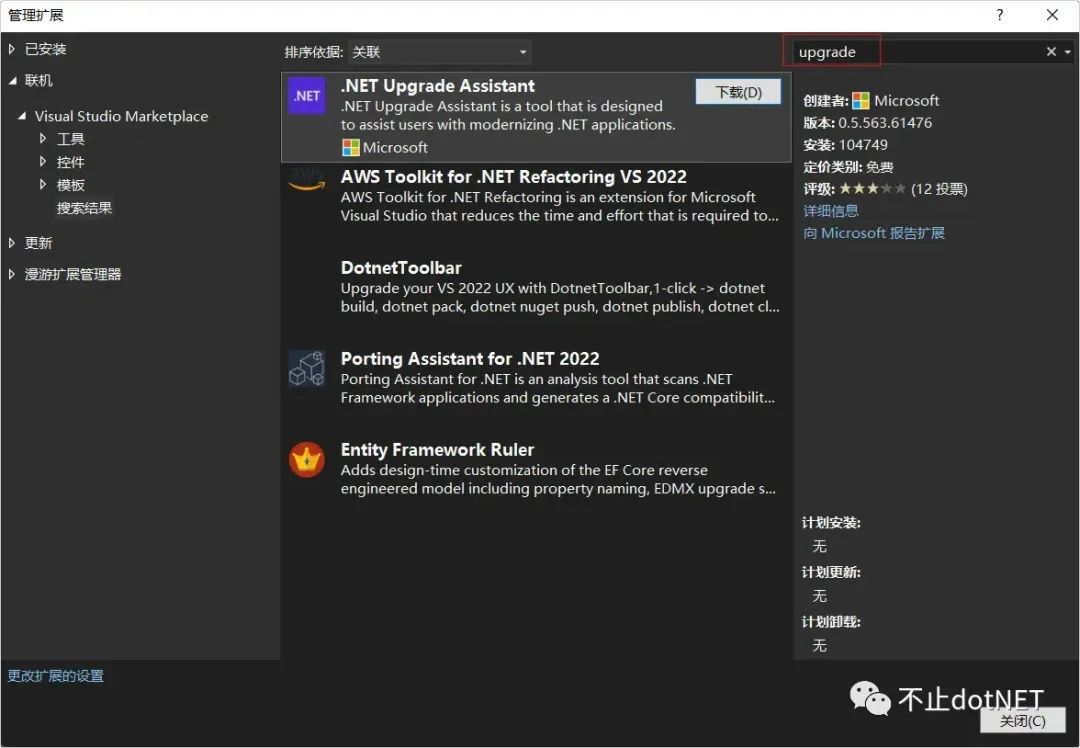 管理扩展
?
已安装
联机
Visual Studio Marketplace
工具
控件
模板
搜索结果
更新
漫游扩展管理器
更改扩展的设置
排序依据: 关联
.NET
.NET Upgrade Assistant
.NET Upgrade Assistant is a tool that is designed
to assist users with modernizing .NET applications.
Microsoft
下载(D)
aws
AWS Toolkit for .NET Refactoring VS 2022
AWS Toolkit for .NET Refactoring is an extension for Microsoft
Visual Studio that reduces the time and effort that is required to...
DotnetToolbar
Upgrade your VS 2022 UX with DotnetToolbar,1-click -> dotnet
build, dotnet pack, dotnet nuget push, dotnet publish, dotnet cl...
Porting Assistant for .NET 2022
Porting Assistant for .NET is an analysis tool that scans .NET
Framework applications and generates a .NET Core compatibilit...
Entity Framework Ruler
Adds design-time customization of the EF Core reverse
engineered model including property naming, EDMX upgrade s...
upgrade
创建者: Microsoft
版本: 0.5.563.61476
安装: 104749
定价类别: 免费
评级: ★★★★★ (12 投票)
详细信息
向 Microsoft 报告扩展
计划安装:
无
计划更新:
无
计划卸载:
无
不止dotNET
关闭(C)